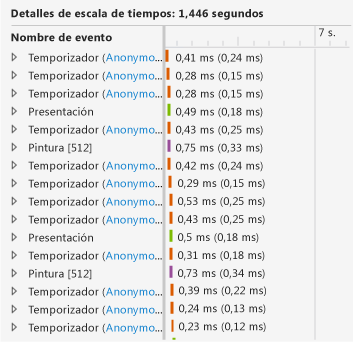 Detalles de escala de tiempos: 1,446 segundos
Nombre de evento 7 s.
Temporizador (Anonymo... 0,41 ms (0,24 ms)
Temporizador (Anonymo... 0,28 ms (0,15 ms)
Temporizador (Anonymo... 0,28 ms (0,15 ms)
Presentación 0,49 ms (0,18 ms)
Temporizador (Anonymo... 0,43 ms (0,25 ms)
Pintura [512] 0,75 ms (0,33 ms)
Temporizador (Anonymo... 0,42 ms (0,24 ms)
Temporizador (Anonymo... 0,29 ms (0,15 ms)
Temporizador (Anonymo... 0,53 ms (0,25 ms)
Temporizador (Anonymo... 0,43 ms (0,25 ms)
Presentación 0,5 ms (0,18 ms)
Temporizador (Anonymo... 0,31 ms (0,18 ms)
Pintura [512] 0,73 ms (0,34 ms)
Temporizador (Anonymo... 0,39 ms (0,22 ms)
Temporizador (Anonymo... 0,24 ms (0,13 ms)
Temporizador (Anonymo... 0,23 ms (0,12 ms)